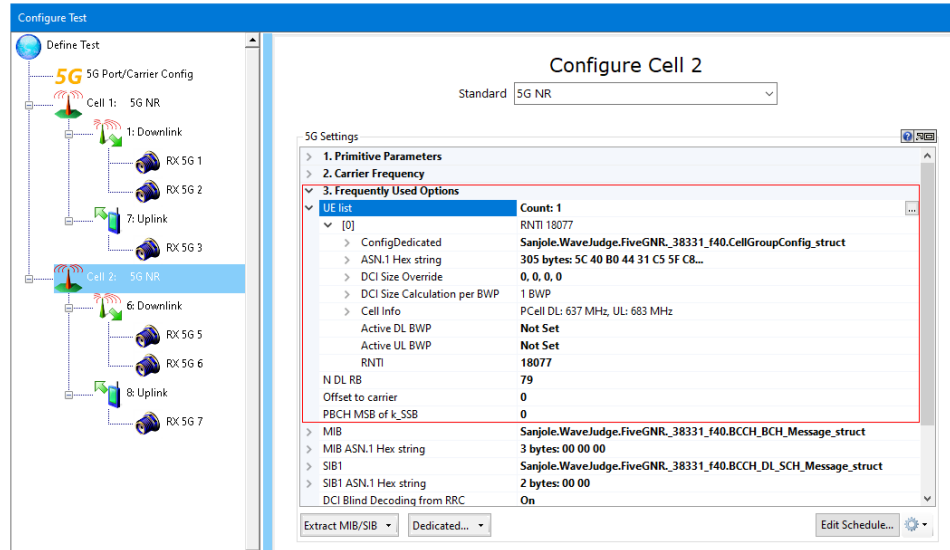 Configure Test
Define Test
5G 5G Port/Carrier Config
Cell 1: 5G NR
1: Downlink
RX 5G 1
RX 5G 2
7: Uplink
RX 5G 3
Cell 2: 5G NR
6: Downlink
RX 5G 5
RX 5G 6
8: Uplink
RX 5G 7
Configure Cell 2
Standard 5G NR
5G Settings
1. Primitive Parameters
2. Carrier Frequency
3. Frequently Used Options
UE list Count: 1 ...
[0] RNTI 18077
ConfigDedicated Sanjole.WaveJudge.FiveGNR._38331_f40.CellGroupConfig_struct
ASN.1 Hex string 305 bytes: 5C 40 B0 44 31 C5 5F C8...
DCI Size Override 0, 0, 0, 0
DCI Size Calculation per BWP 1 BWP
Cell Info PCell DL: 637 MHz, UL: 683 MHz
Active DL BWP Not Set
Active UL BWP Not Set
RNTI 18077
N DL RB 79
Offset to carrier 0
PBCH MSB of k_SSB 0
MIB Sanjole.WaveJudge.FiveGNR._38331_f40.BCCH_BCH_Message_struct
MIB ASN.1 Hex string 3 bytes: 00 00 00
SIB1 Sanjole.WaveJudge.FiveGNR._38331_f40.BCCH_DL_SCH_Message_struct
SIB1 ASN.1 Hex string 2 bytes: 00 00
DCI Blind Decoding from RRC On
Extract MIB/SIB Dedicated... Edit Schedule...